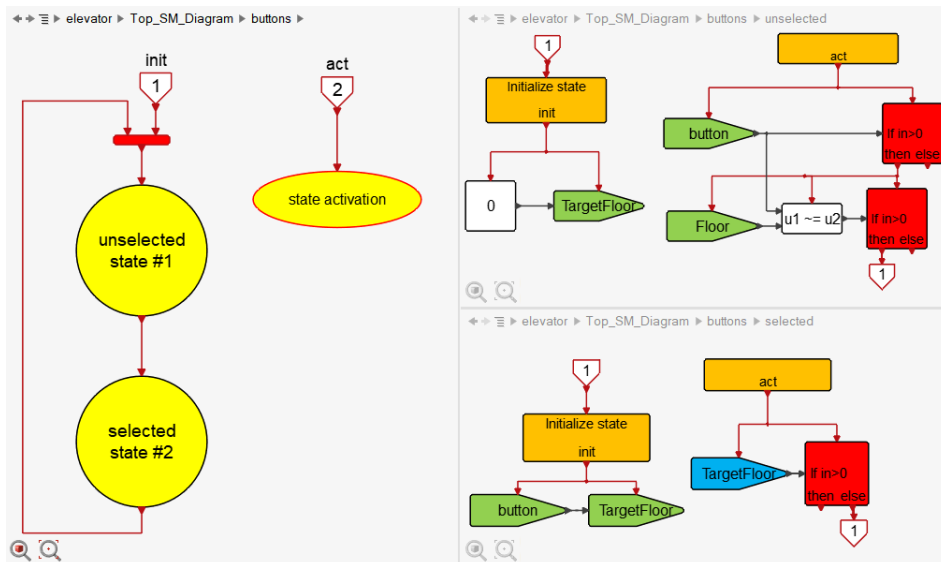 elevator Top_SM_Diagram buttons
init
1
act
2
unselected
state #1
state activation
selected
state #2
elevator Top_SM_Diagram buttons unselected
1
Initialize state
init
0
TargetFloor
act
button
If in>0
then else
Floor
u1 ~= u2
If in>0
then else
1
elevator Top_SM_Diagram buttons selected
1
Initialize state
init
button
TargetFloor
act
TargetFloor
If in>0
then else
1